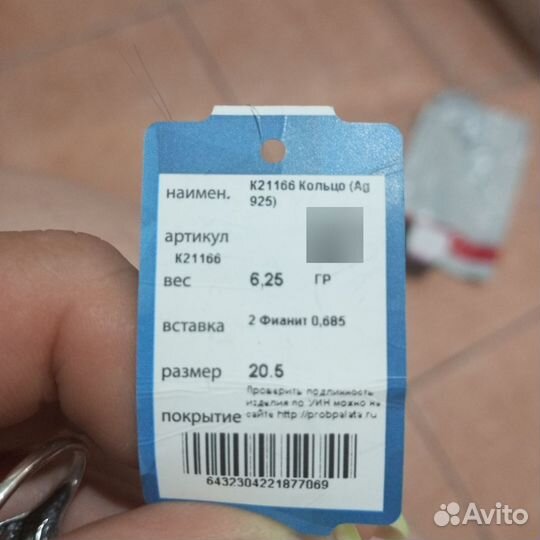 наимен. К21166 Кольцо (Ag
925)
артикул
К21166
вес 6,25 ГР
вставка 2 Фианит 0,685
размер 20.5
Проверить подлинность
изделия по УИН можно на
покрытие сайте http://probpalata.ru
6432304221877069
Avito